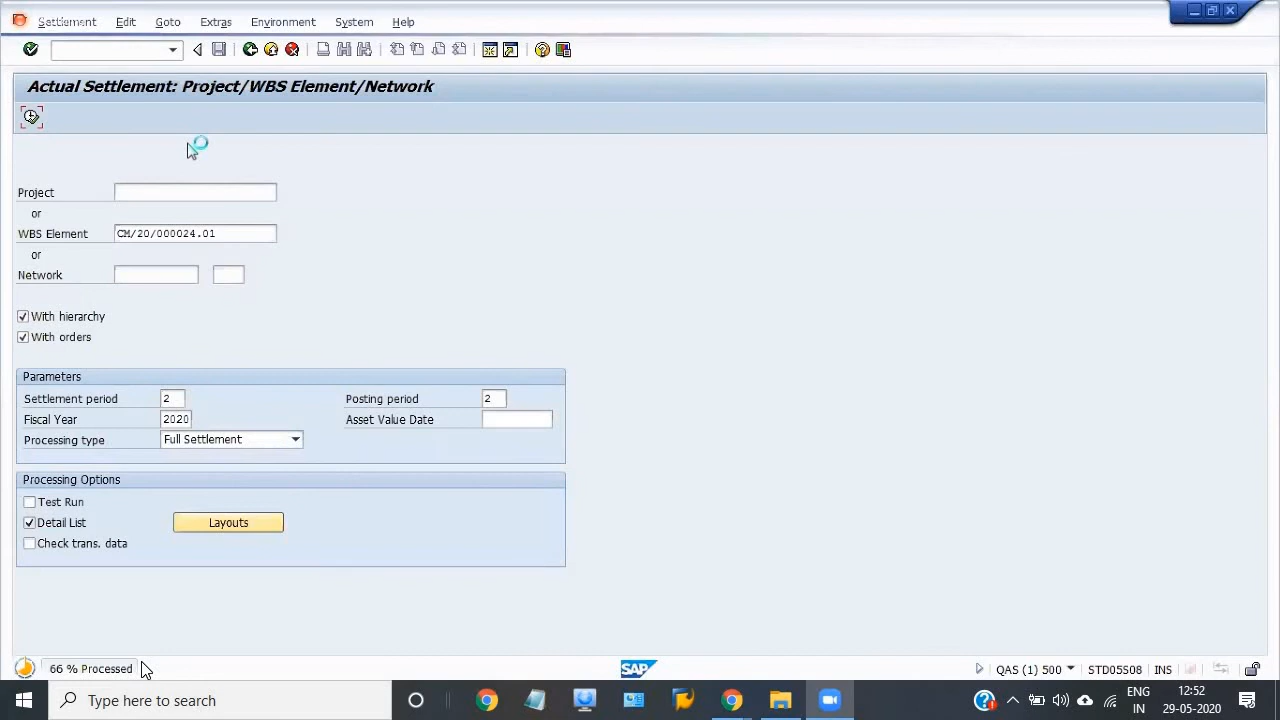 Settlement Edit Goto Extras Environment System Help
Actual Settlement: Project/WBS Element/Network
Project
or
WBS Element CM/20/000024.01
or
Network
With hierarchy
With orders
Parameters
Settlement period 2 Posting period 2
Fiscal Year 2020 Asset Value Date
Processing type Full Settlement
Processing Options
Test Run
Detail List Layouts
Check trans. data
66 % Processed SAP QAS (1) 500 STD05S08 INS
Type here to search ENG 12:52
IN 29-05-2020